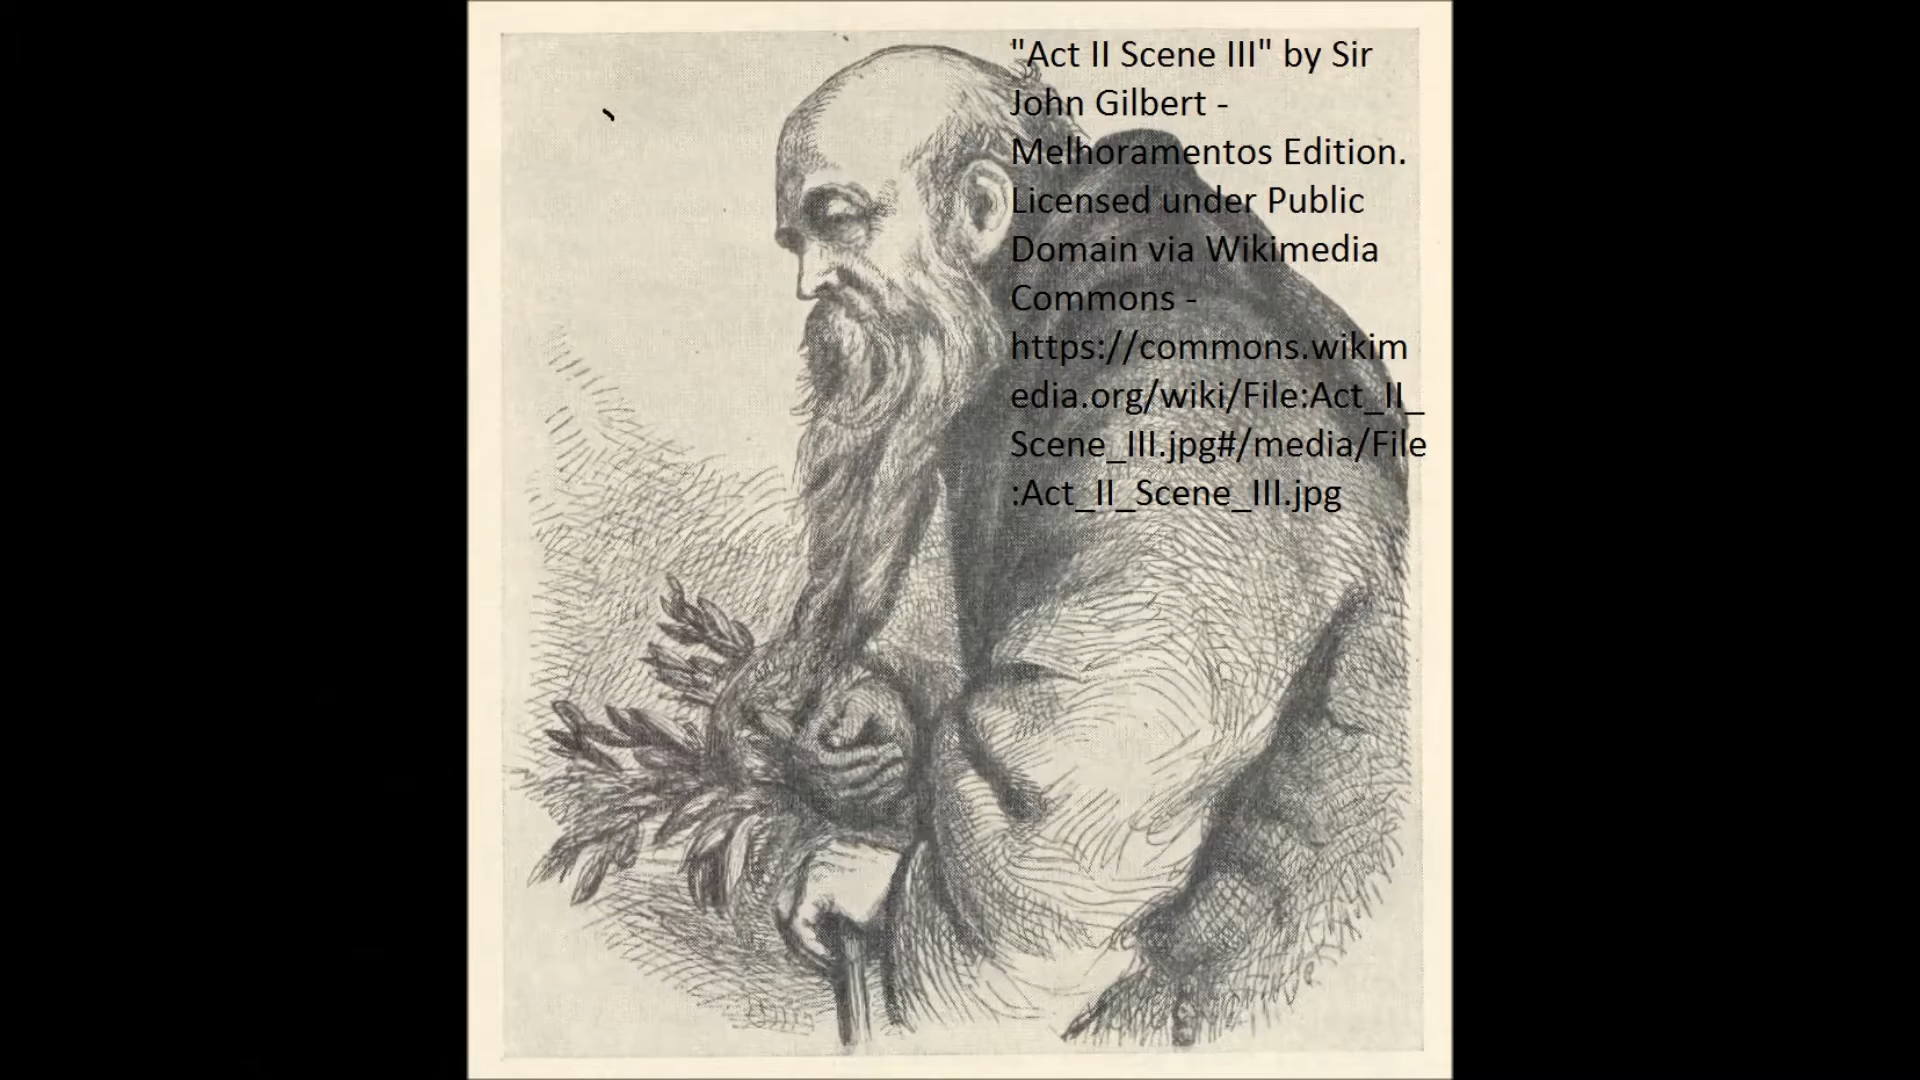 "Act II Scene III" by Sir
John Gilbert -
Melhoramentos Edition.
Licensed under Public
Domain via Wikimedia
Commons -
https://commons.wikim
edia.org/wiki/File:Act_II_
Scene_III.jpg#/media/File
:Act_II_Scene_III.jpg